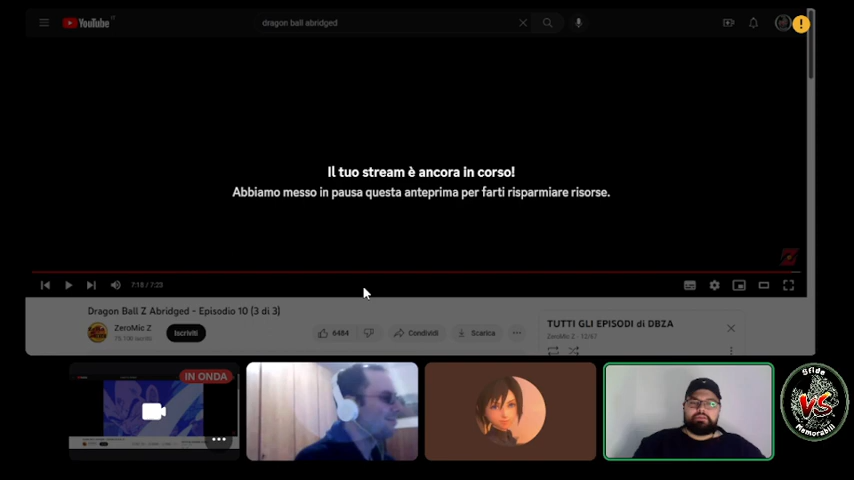 YouTube
dragon ball abridged
Il tuo stream è ancora in corso!
Abbiamo messo in pausa questa anteprima per farti risparmiare risorse.
7:18 / 7:23
Dragon Ball Z Abridged - Episodio 10 (3 di 3)
ZeroMic Z
Iscriviti
6484
Condividi
Scarica
TUTTI GLI EPISODI di DBZA
ZeroMic Z - 12/67
IN ONDA
Sfide
VS
Memorabili